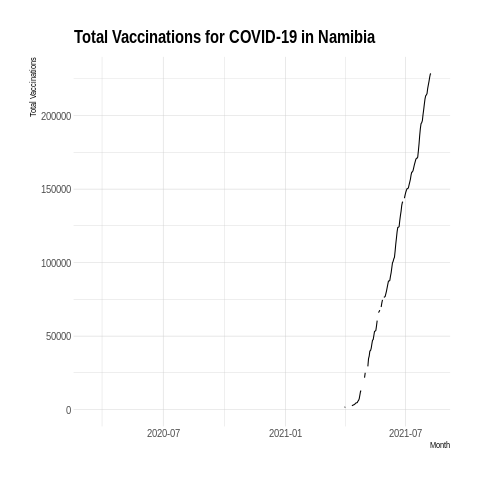 Total Vaccinations for COVID-19 in Namibia
Total Vaccinations
200000
150000
100000
50000
0
2020-07 2021-01 2021-07
Month